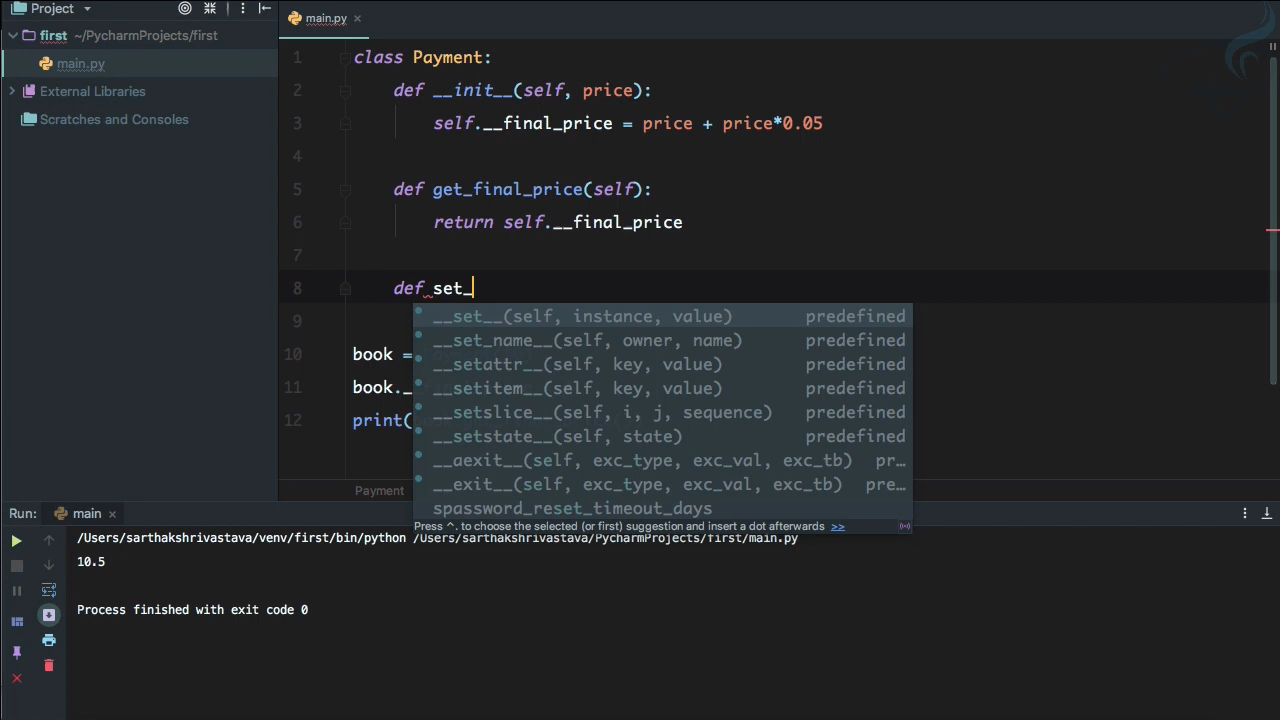 Project
main.py
first ~/PycharmProjects/first
main.py
External Libraries
Scratches and Consoles
1 class Payment:
2 def __init__(self, price):
3 self.__final_price = price + price*0.05
4
5 def get_final_price(self):
6 return self.__final_price
7
8 def set_
9
10 book =
11 book._
12 print(
__set__(self, instance, value) predefined
__set_name__(self, owner, name) predefined
__setattr__(self, key, value) predefined
__setitem__(self, key, value) predefined
__setslice__(self, i, j, sequence) predefined
__setstate__(self, state) predefined
__aexit__(self, exc_type, exc_val, exc_tb) pr…
__exit__(self, exc_type, exc_val, exc_tb) pre…
spassword_reset_timeout_days
Press ^. to choose the selected (or first) suggestion and insert a dot afterwards >>
Payment
Run: main
/Users/sarthakshrivastava/venv/first/bin/python /Users/sarthakshrivastava/PycharmProjects/first/main.py
10.5
Process finished with exit code 0